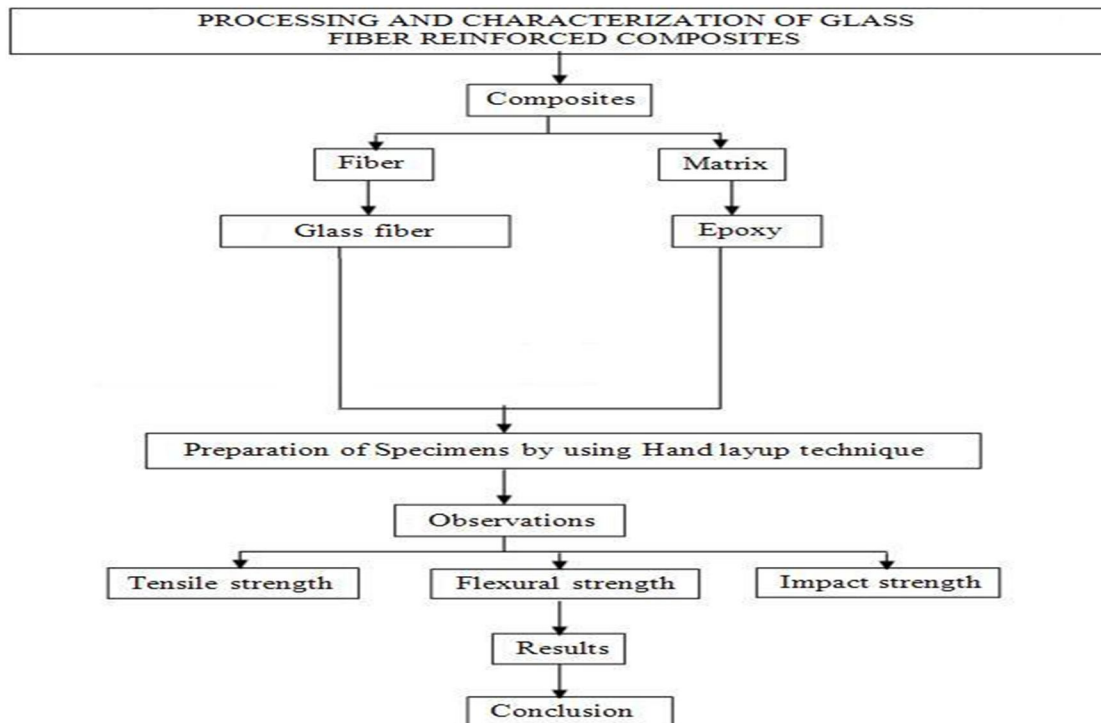 PROCESSING AND CHARACTERIZATION OF GLASS
FIBER REINFORCED COMPOSITES
Composites
Fiber
Matrix
Glass fiber
Epoxy
Preparation of Specimens by using Hand layup technique
Observations
Tensile strength
Flexural strength
Impact strength
Results
Conclusion